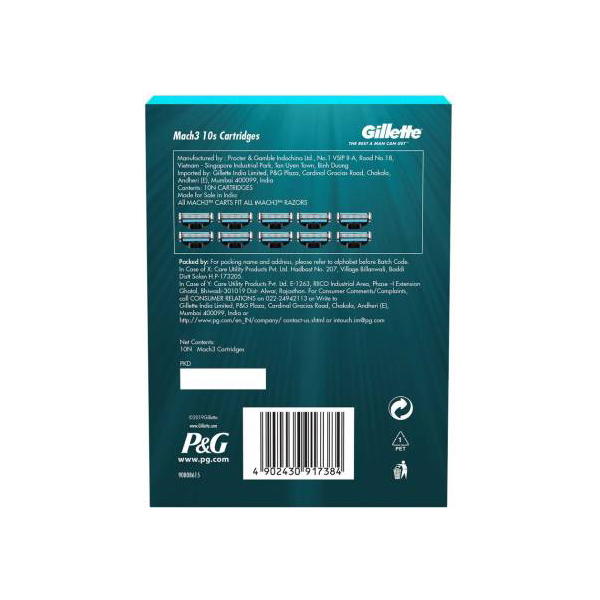 Mach3 10s Cartridges
Gillette
THE BEST A MAN CAN GET™
Manufactured by : Procter & Gamble Indochina Ltd., No.1 VSIP II-A, Road No.18,
Vietnam - Singapore Industrial Park, Tan Uyen Town, Binh Duong
Imported by: Gillette India Limited, P&G Plaza, Cardinal Gracias Road, Chakala,
Andheri (E), Mumbai 400099, India
Contents: 10N CARTRIDGES
Made for Sale in India
All MACH3™ CARTS FIT ALL MACH3™ RAZORS
Packed by: For packing name and address, please refer to alphabet before Batch Code.
In Case of X: Care Utility Products Pvt. Ltd. Hadbast No. 207, Village Billanwali, Baddi
Distt Solan H.P-173205.
In Case of Y: Care Utility Products Pvt Ltd. E-1263, RIICO Industrial Area, Phase -I Extension
Ghatal, Bhiwadi-301019 Dist- Alwar, Rajasthan. For Consumer Comments/Complaints,
call CONSUMER RELATIONS on 022-24942113 or Write to
Gillette India Limited, P&G Plaza, Cardinal Gracias Road, Chakala, Andheri (E),
Mumbai 400099, India or
http://www.pg.com/en_IN/company/ contact-us.shtml or intouch.im@pg.com
Net Contents:
10N Mach3 Cartridges
PKD
©2019Gillette
www.Gillette.com
P&G
www.pg.com
90808615
4 902430 917384
1
PET